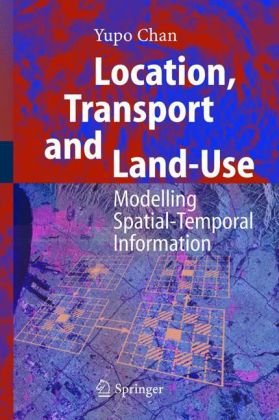 Yupo Chan
Location,
Transport
and
Land-Use
Modelling
Spatial-Temporal
Information
Springer